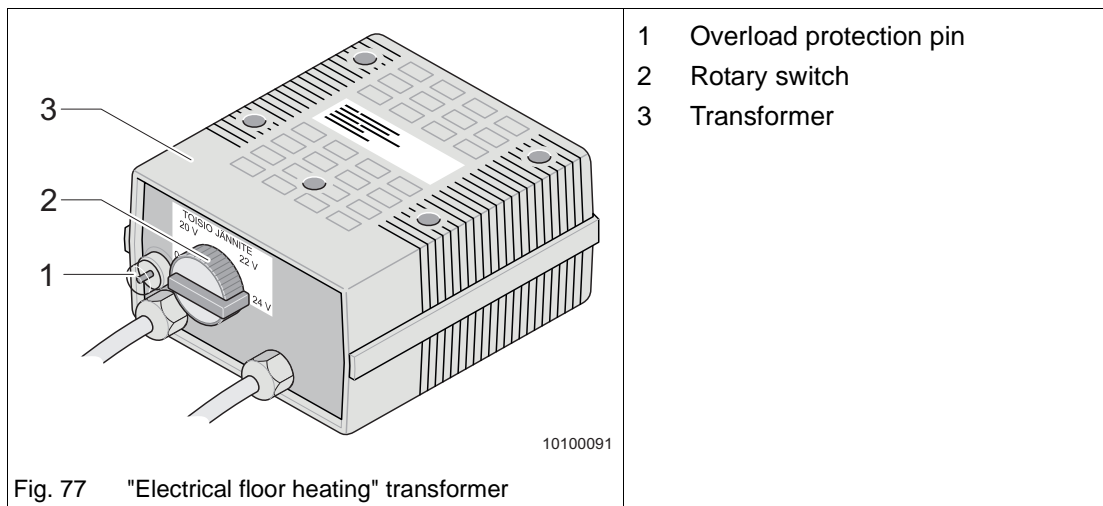 3
2
1
TOISIO JÄNNITE
20 V
22 V
0
24 V
10100091
Fig. 77 "Electrical floor heating" transformer
1 Overload protection pin
2 Rotary switch
3 Transformer